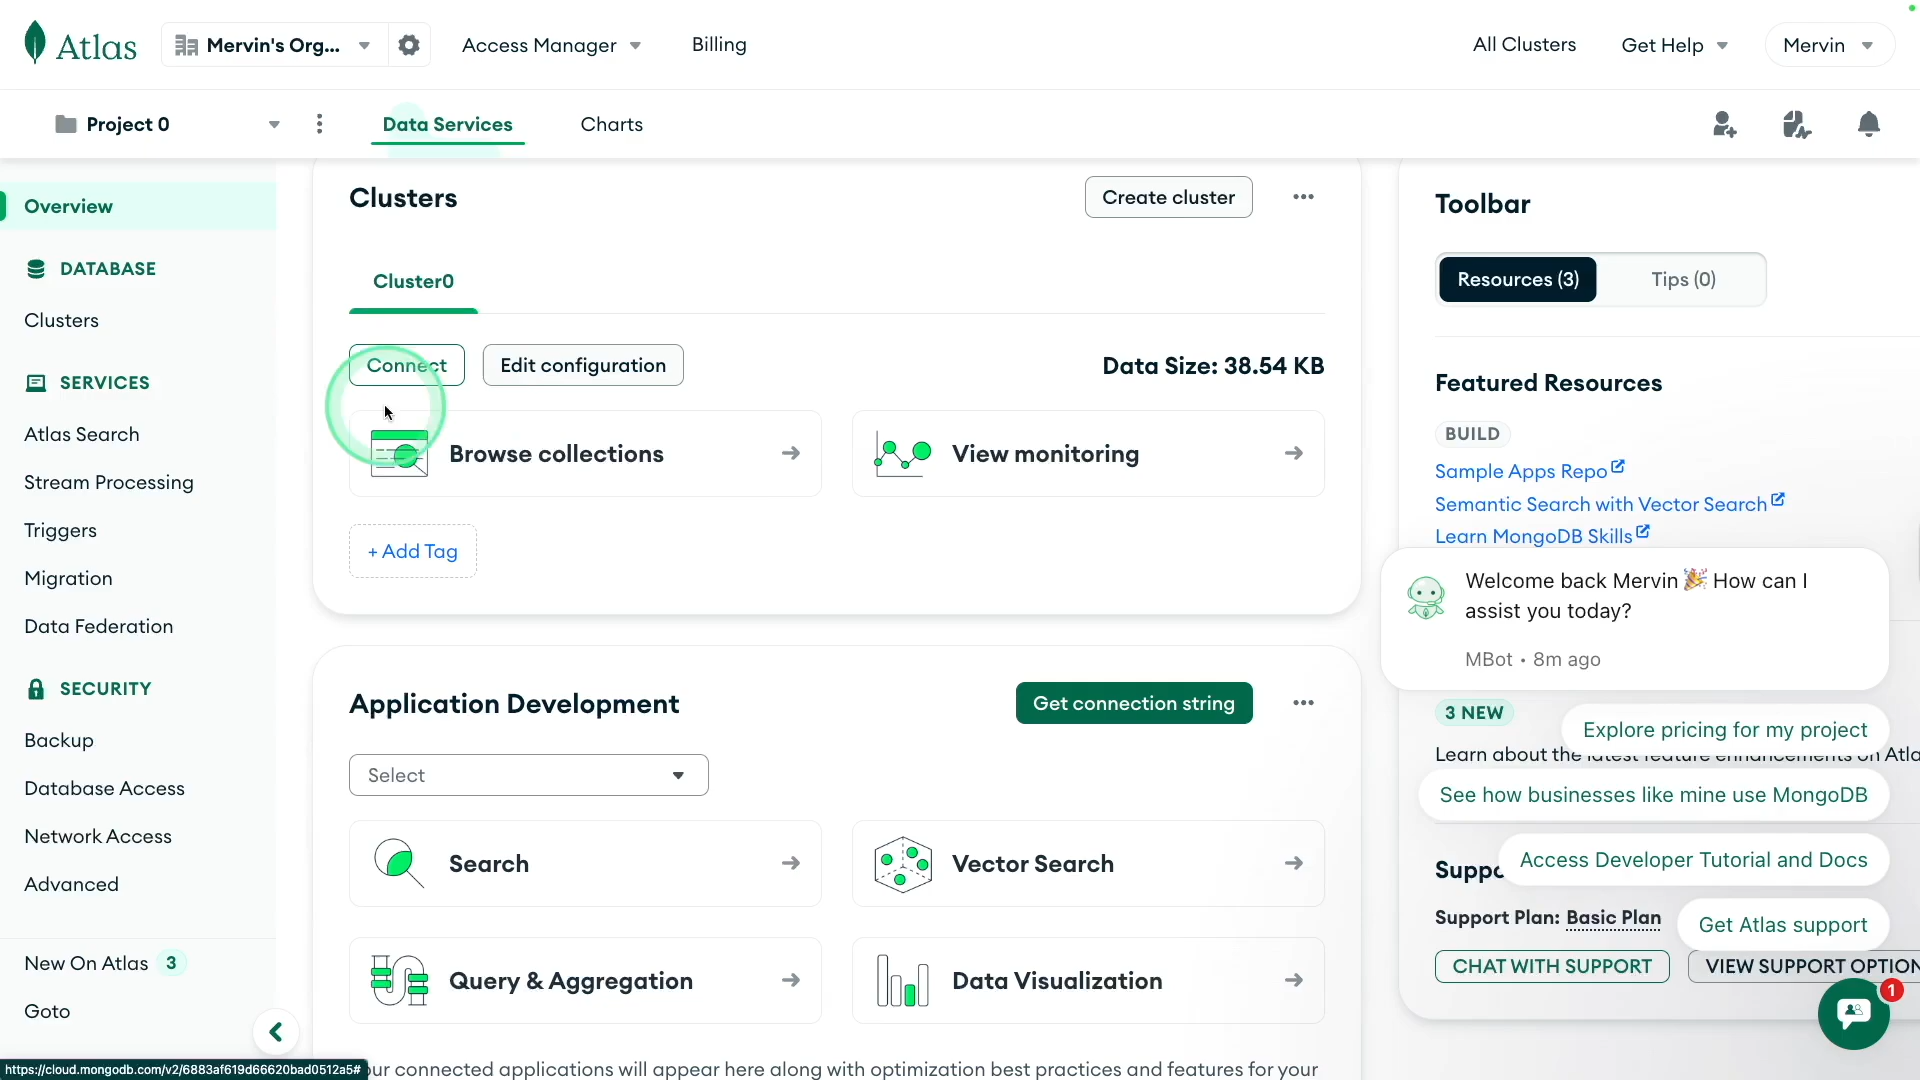 Atlas
Mervin's Org...
Access Manager
Billing
All Clusters
Get Help
Mervin
Project 0
Data Services
Charts
Overview
DATABASE
Clusters
SERVICES
Atlas Search
Stream Processing
Triggers
Migration
Data Federation
SECURITY
Backup
Database Access
Network Access
Advanced
New On Atlas 3
Goto
https://cloud.mongodb.com/v2/6883af619d66620bad0512a5#
Clusters
Create cluster
Cluster0
Connect
Edit configuration
Data Size: 38.54 KB
Browse collections
View monitoring
+ Add Tag
Application Development
Get connection string
Select
Search
Vector Search
Query & Aggregation
Data Visualization
our connected applications will appear here along with optimization best practices and features for your
Toolbar
Resources (3)
Tips (0)
Featured Resources
BUILD
Sample Apps Repo
Semantic Search with Vector Search
Learn MongoDB Skills
Welcome back Mervin 🎉 How can I
assist you today?
MBot • 8m ago
3 NEW
Explore pricing for my project
Learn about the latest feature enhancements on Atla
See how businesses like mine use MongoDB
Access Developer Tutorial and Docs
Suppo
Support Plan: Basic Plan
Get Atlas support
CHAT WITH SUPPORT
VIEW SUPPORT OPTION
1